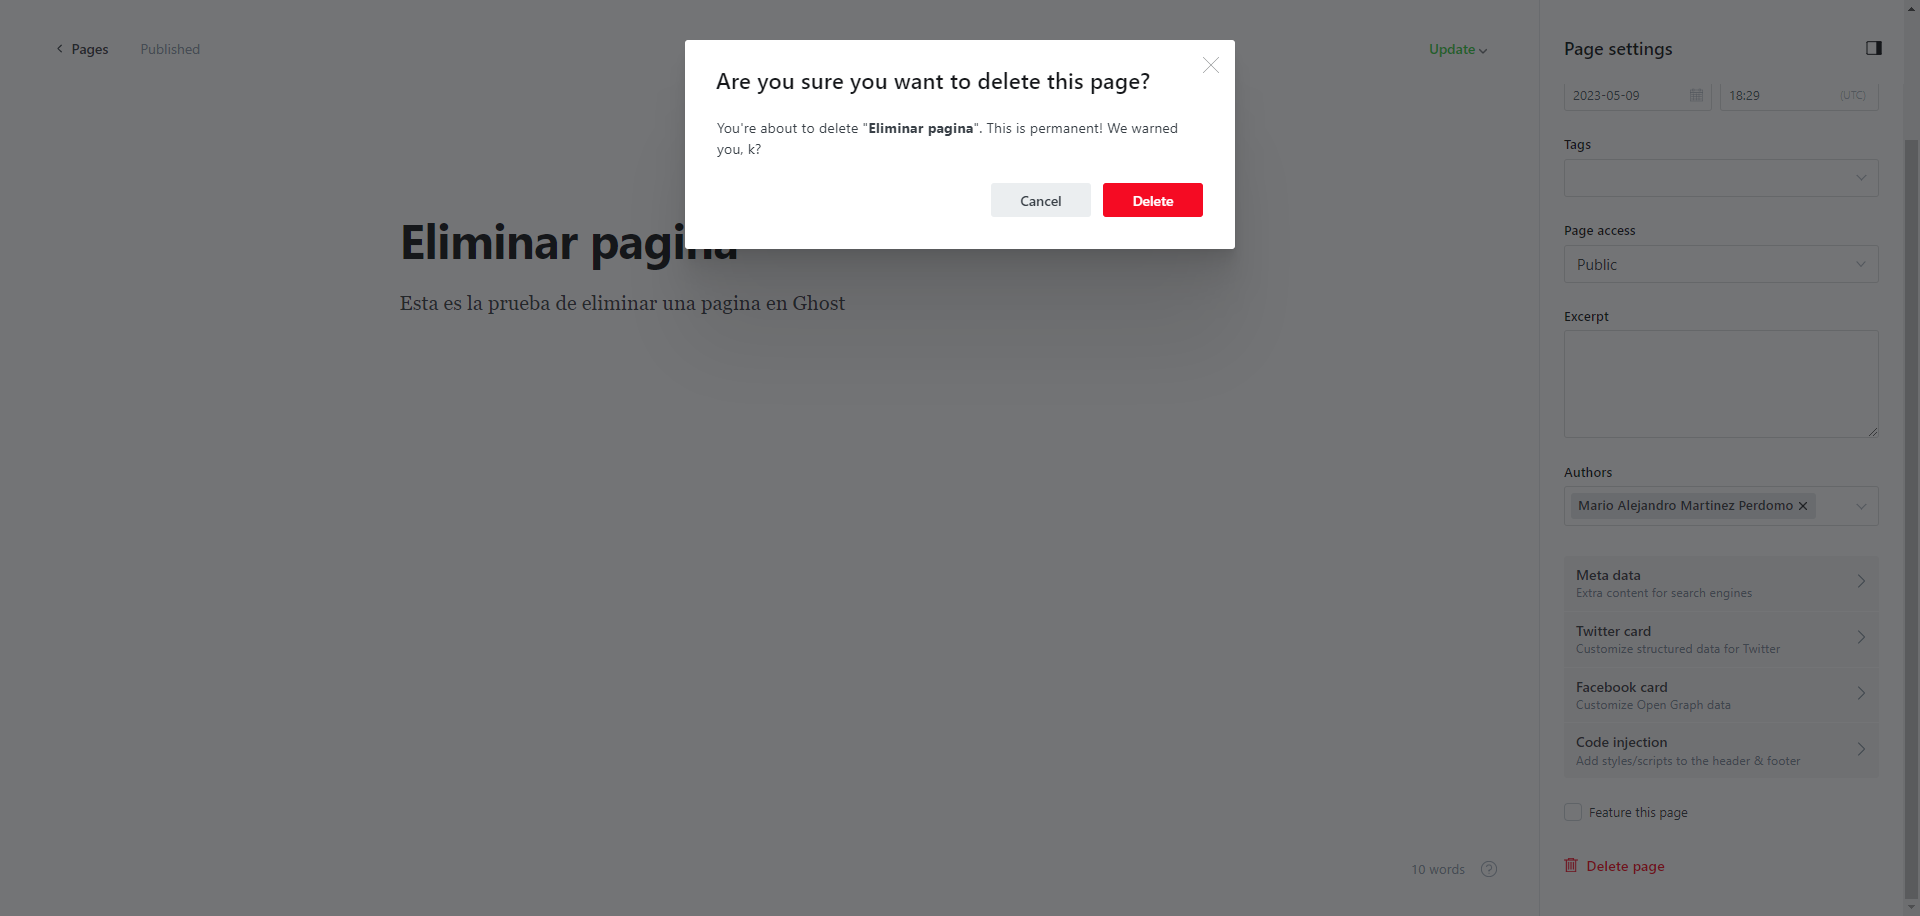 Pages
Published
Update
Are you sure you want to delete this page?
You're about to delete "Eliminar pagina". This is permanent! We warned
you, k?
Cancel
Delete
Eliminar pagina
Esta es la prueba de eliminar una pagina en Ghost
10 words
?
Page settings
2023-05-09
18:29
(UTC)
Tags
Page access
Public
Excerpt
Authors
Mario Alejandro Martinez Perdomo
Meta data
Extra content for search engines
Twitter card
Customize structured data for Twitter
Facebook card
Customize Open Graph data
Code injection
Add styles/scripts to the header & footer
Feature this page
Delete page